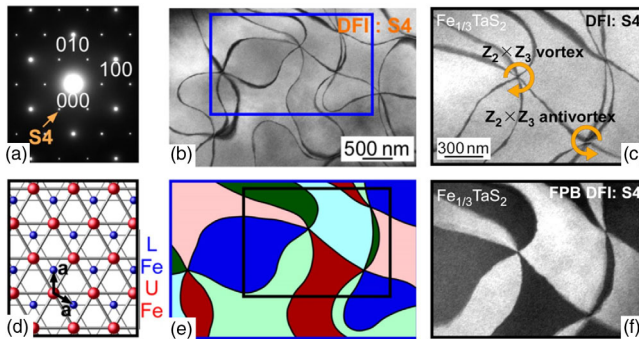 010
100
000
S4
(a)
DFI : S4
500 nm
(b)
Fe1/3TaS2
DFI: S4
Z2 × Z3 vortex
Z2 × Z3 antivortex
300 nm
(c)
a
a
L
Fe
U
Fe
(d)
(e)
Fe1/3TaS2
FPB DFI: S4
(f)